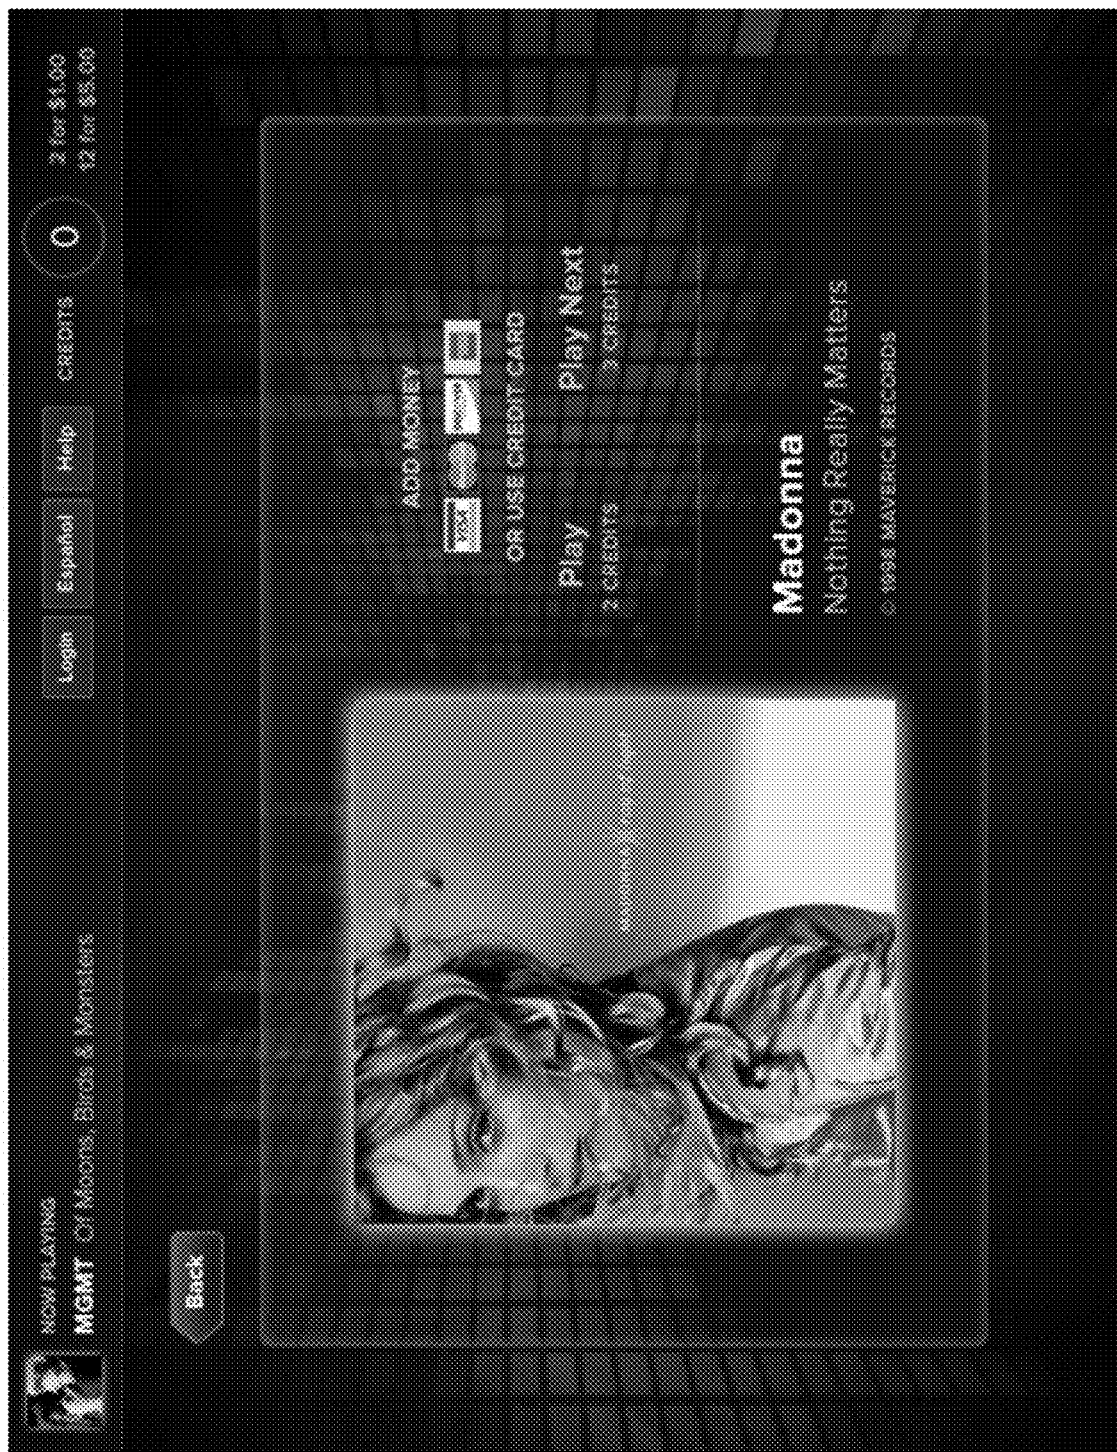 NOW PLAYING
MGMT Of Moons, Birds & Monsters
Login
Español
Help
CREDITS
0
2 for $1.00
12 for $5.00
Back
ADD MONEY
VISA
OR USE CREDIT CARD
Play
2 CREDITS
Play Next
3 CREDITS
Madonna
Nothing Really Matters
© 1998 MAVERICK RECORDS